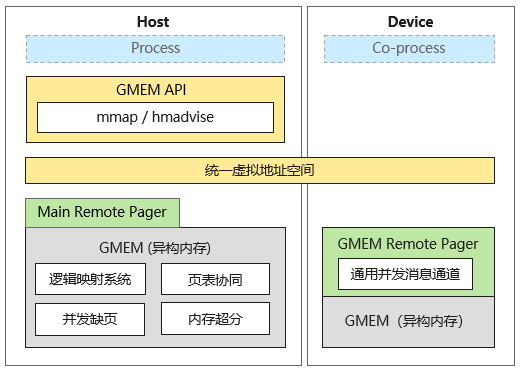 Host
Process
GMEM API
mmap / hmadvise
Device
Co-process
统一虚拟地址空间
Main Remote Pager
GMEM (异构内存)
逻辑映射系统
页表协同
并发缺页
内存超分
GMEM Remote Pager
通用并发消息通道
GMEM（异构内存）